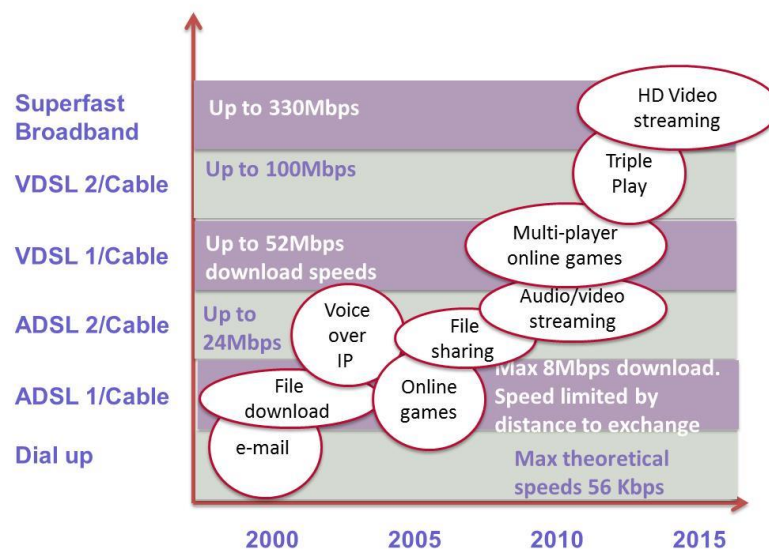 Superfast
Broadband
Up to 330Mbps
HD Video
streaming
VDSL 2/Cable
Up to 100Mbps
Triple
Play
VDSL 1/Cable
Up to 52Mbps
download speeds
Multi-player
online games
ADSL 2/Cable
Up to
24Mbps
Voice
over
IP
File
sharing
Audio/video
streaming
ADSL 1/Cable
File
download
Online
games
Max 8Mbps download.
Speed limited by
distance to exchange
Dial up
e-mail
Max theoretical
speeds 56 Kbps
2000
2005
2010
2015